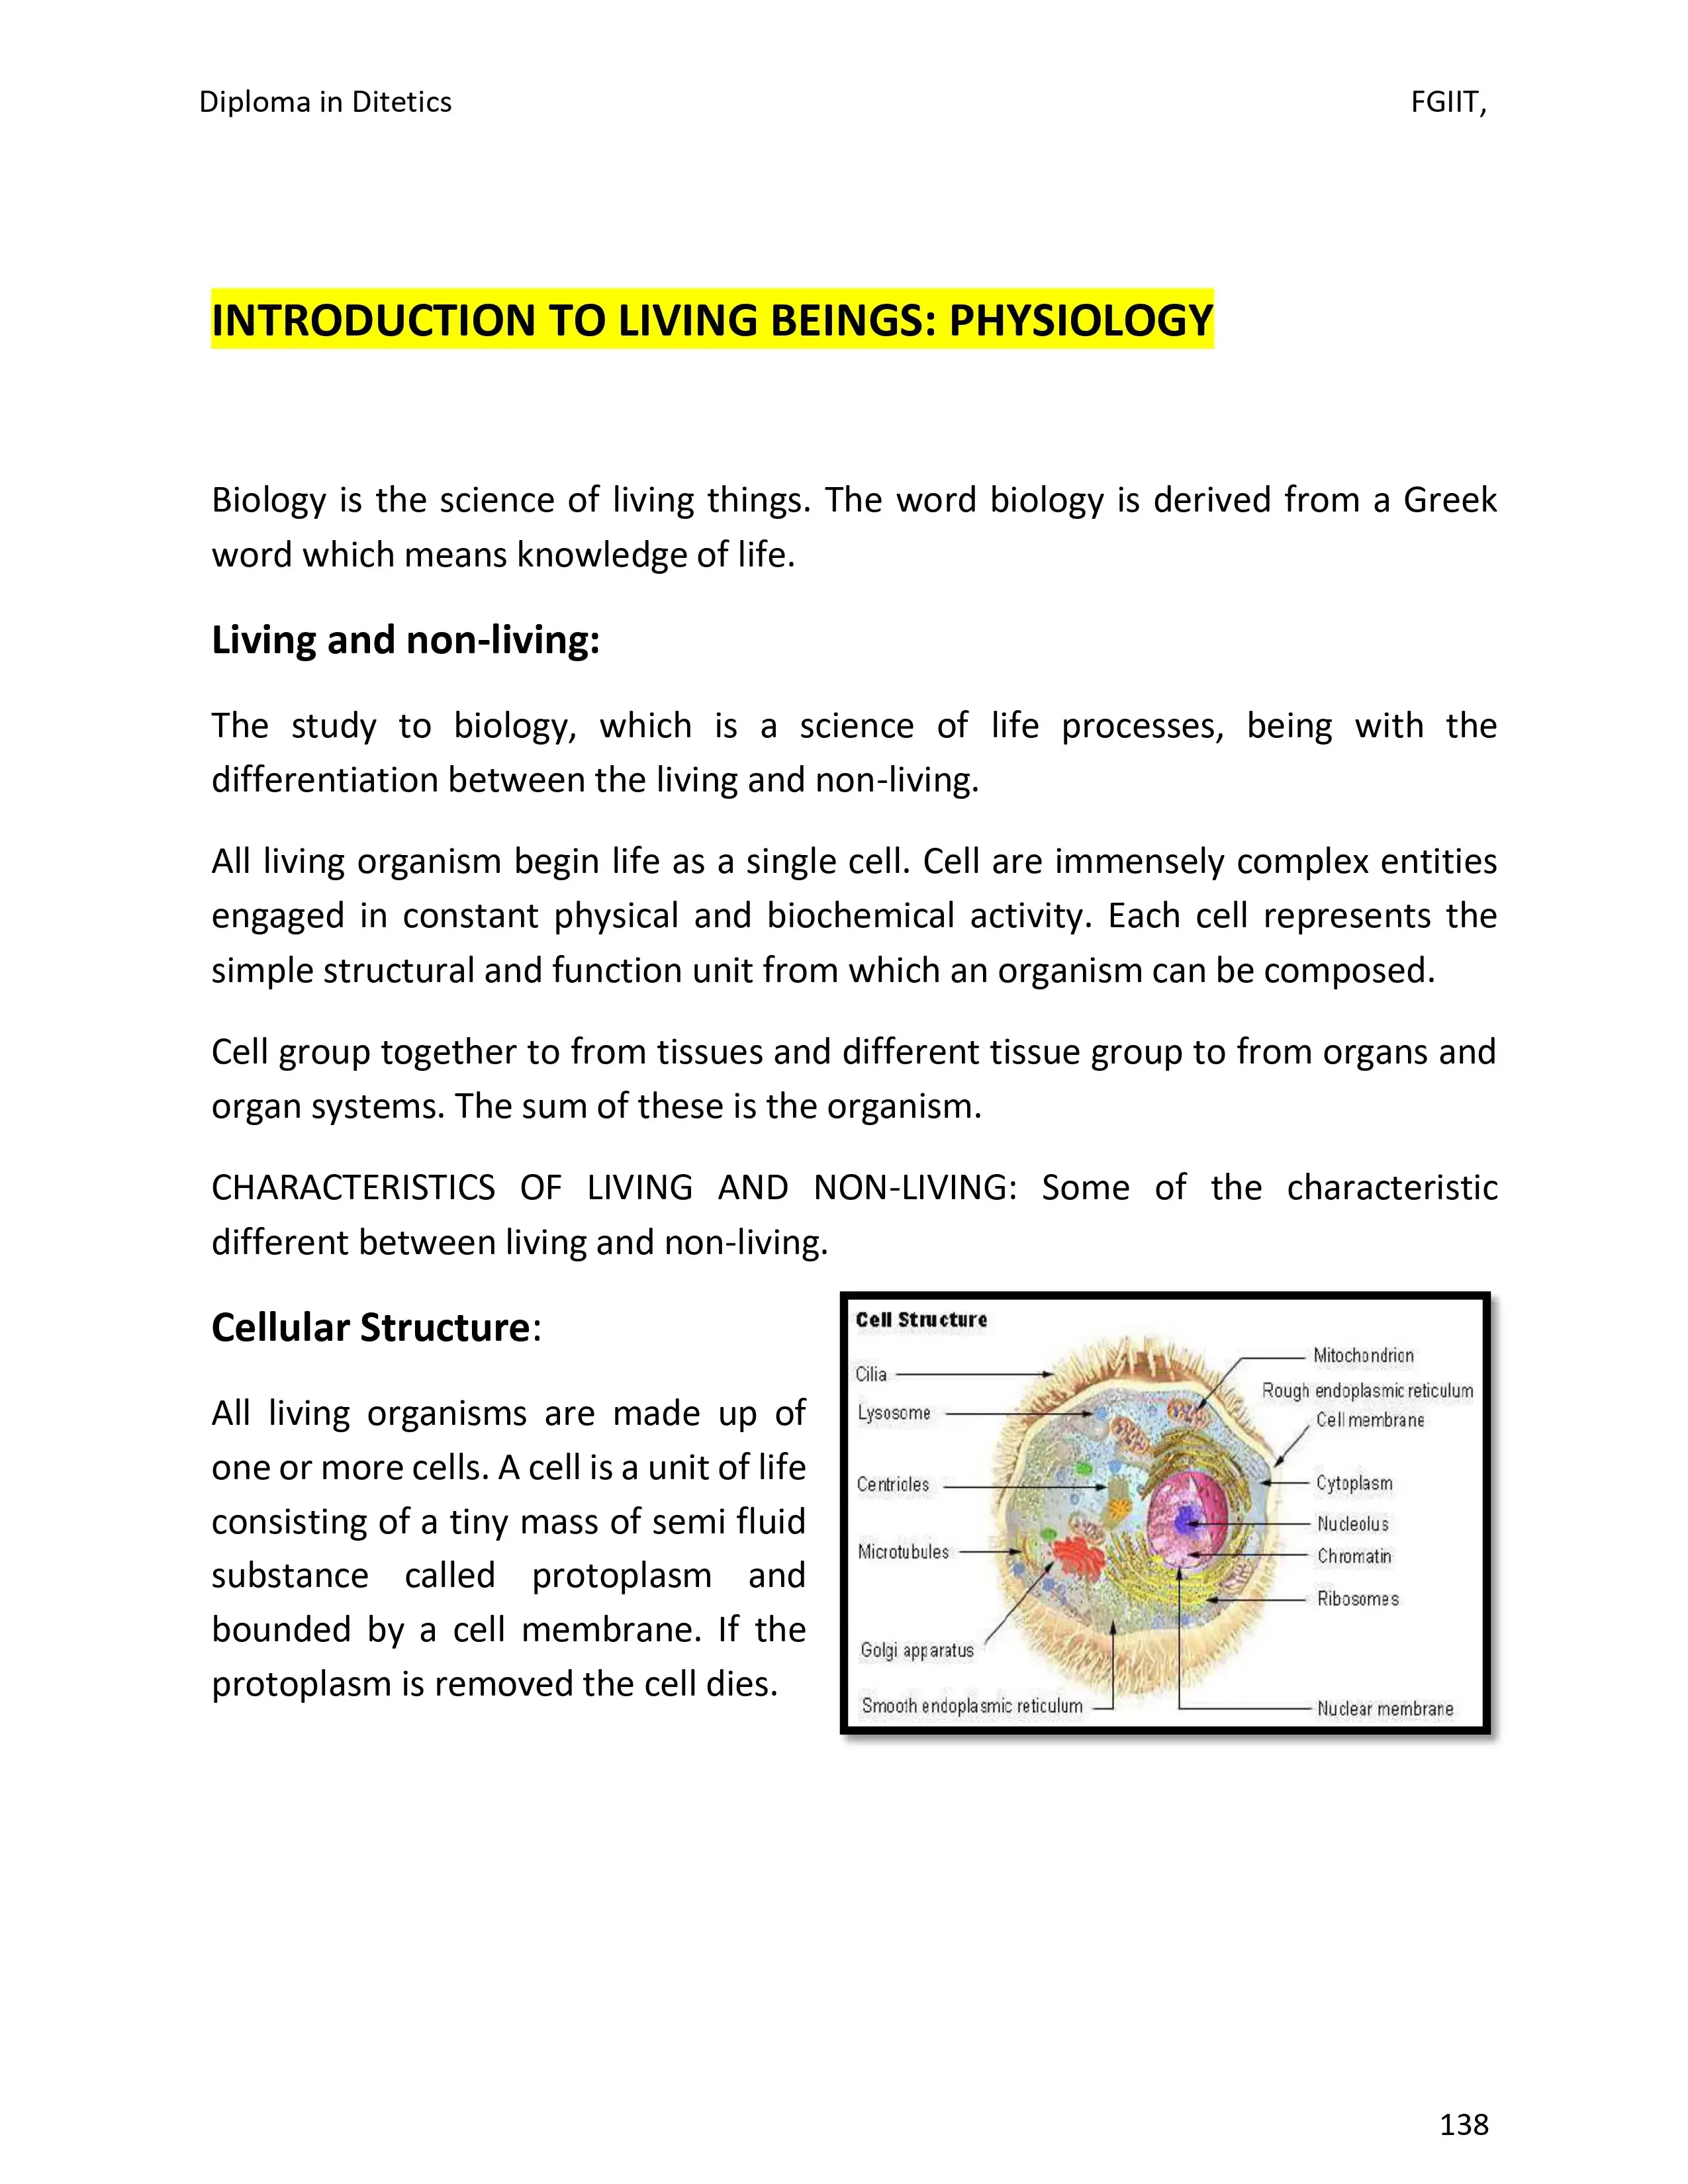 Diploma in Ditetics FGIIT,
INTRODUCTION TO LIVING BEINGS: PHYSIOLOGY
Biology is the science of living things. The word biology is derived from a Greek
word which means knowledge of life.
Living and non-living:
The study to biology, which is a science of life processes, being with the
differentiation between the living and non-living.
All living organism begin life as a single cell. Cell are immensely complex entities
engaged in constant physical and biochemical activity. Each cell represents the
simple structural and function unit from which an organism can be composed.
Cell group together to from tissues and different tissue group to from organs and
organ systems. The sum of these is the organism.
CHARACTERISTICS OF LIVING AND NON-LIVING: Some of the characteristic
different between living and non-living.
Cellular Structure:
All living organisms are made up of
one or more cells. A cell is a unit of life
consisting of a tiny mass of semi fluid
substance called protoplasm and
bounded by a cell membrane. If the
protoplasm is removed the cell dies.
Cell Structure
Cilia
Lysosome
Centrioles
Microtubules
Golgi apparatus
Smooth endoplasmic reticulum
Mitochondrion
Rough endoplasmic reticulum
Cell membrane
Cytoplasm
Nucleolus
Chromatin
Ribosomes
Nuclear membrane
138